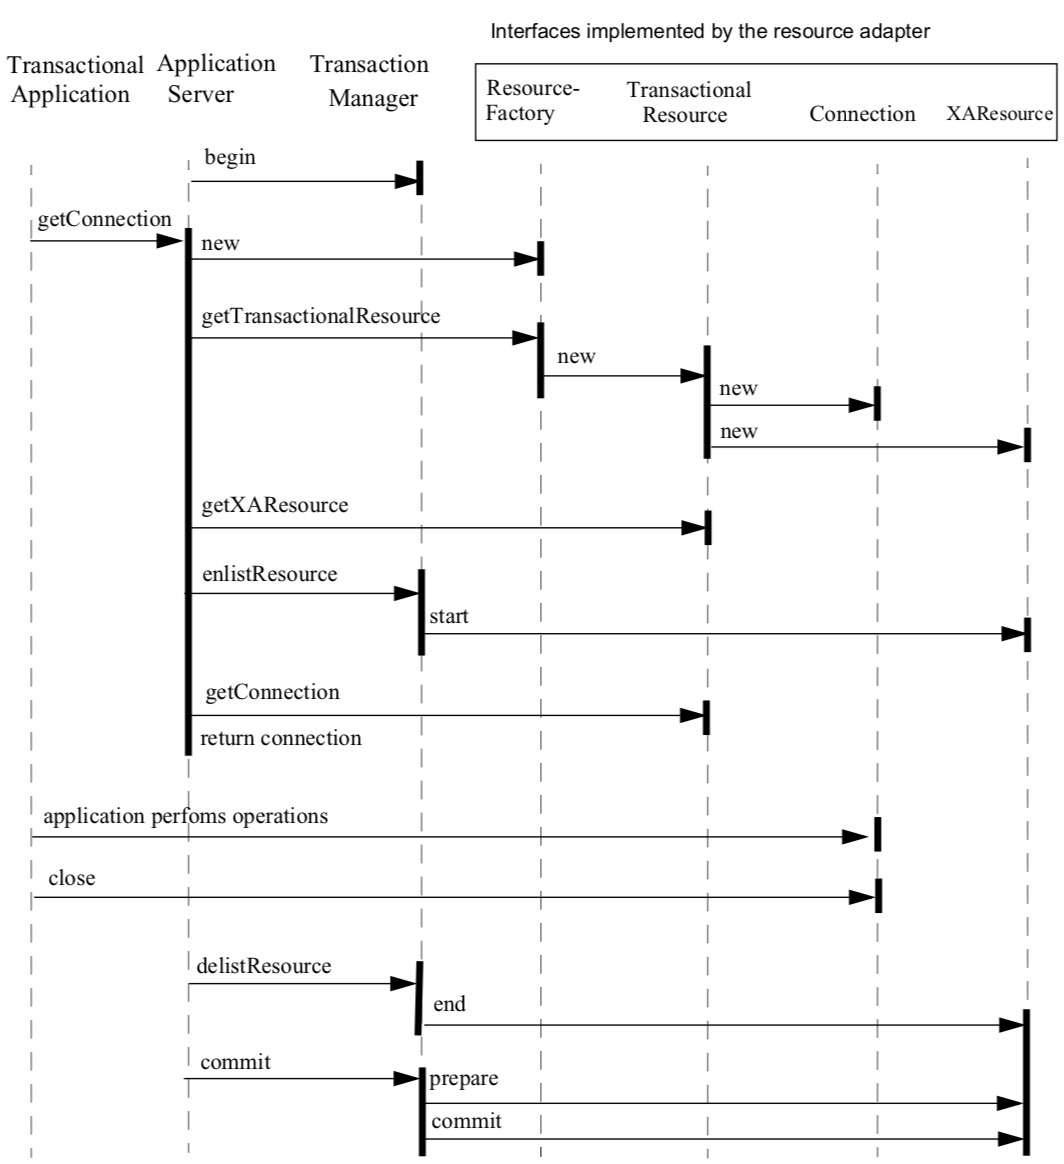 Interfaces implemented by the resource adapter
Transactional
Application
Application
Server
Transaction
Manager
Resource-
Factory
Transactional
Resource
Connection
XAResource
begin
getConnection
new
getTransactionalResource
new
new
new
getXAResource
enlistResource
start
getConnection
return connection
application perfoms operations
close
delistResource
end
commit
prepare
commit